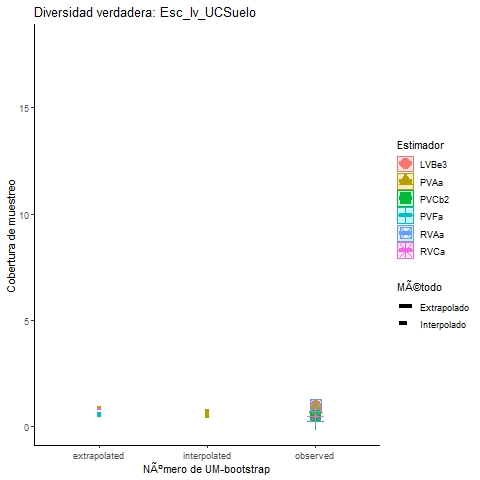 Diversidad verdadera: Esc_lv_UCSuelo
Cobertura de muestreo
15
10
5
0
extrapolated
interpolated
observed
NÃºmero de UM-bootstrap
Estimador
LVBe3
PVAa
PVCb2
PVFa
RVAa
RVCa
MÃ©todo
Extrapolado
Interpolado